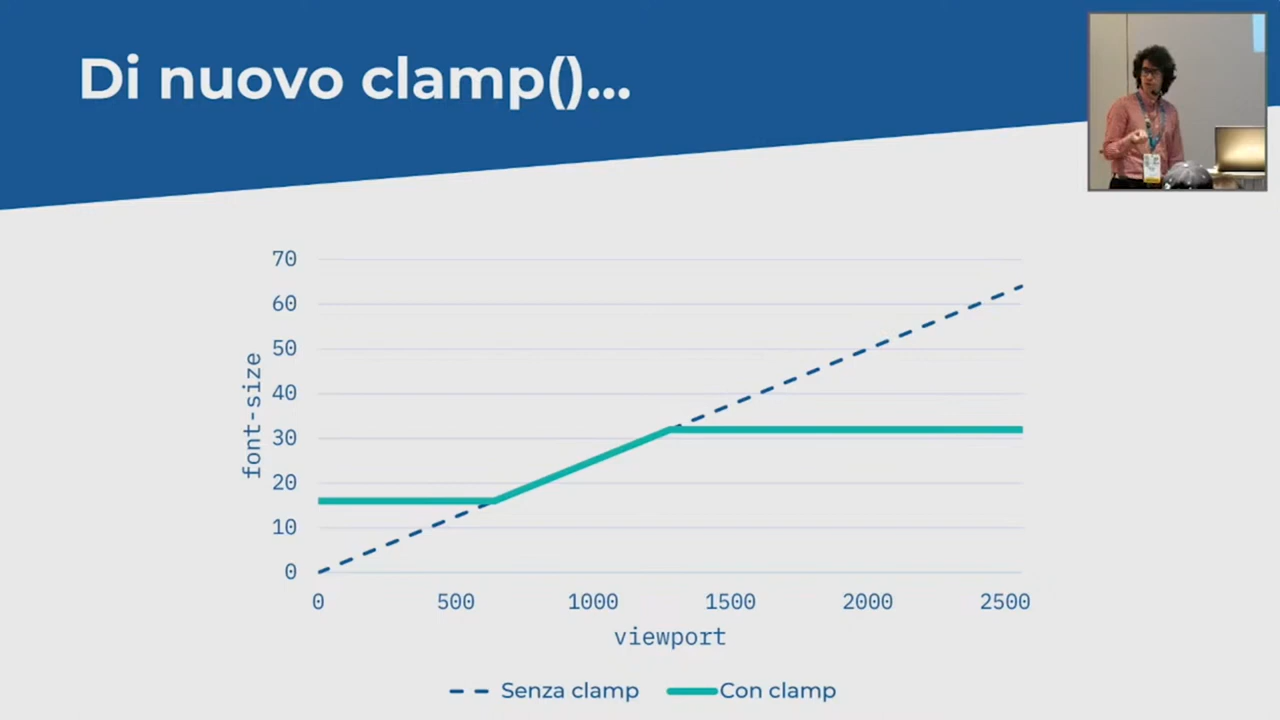 Di nuovo clamp()...
70
60
50
40
30
20
10
0
font-size
0 500 1000 1500 2000 2500
viewport
Senza clamp Con clamp